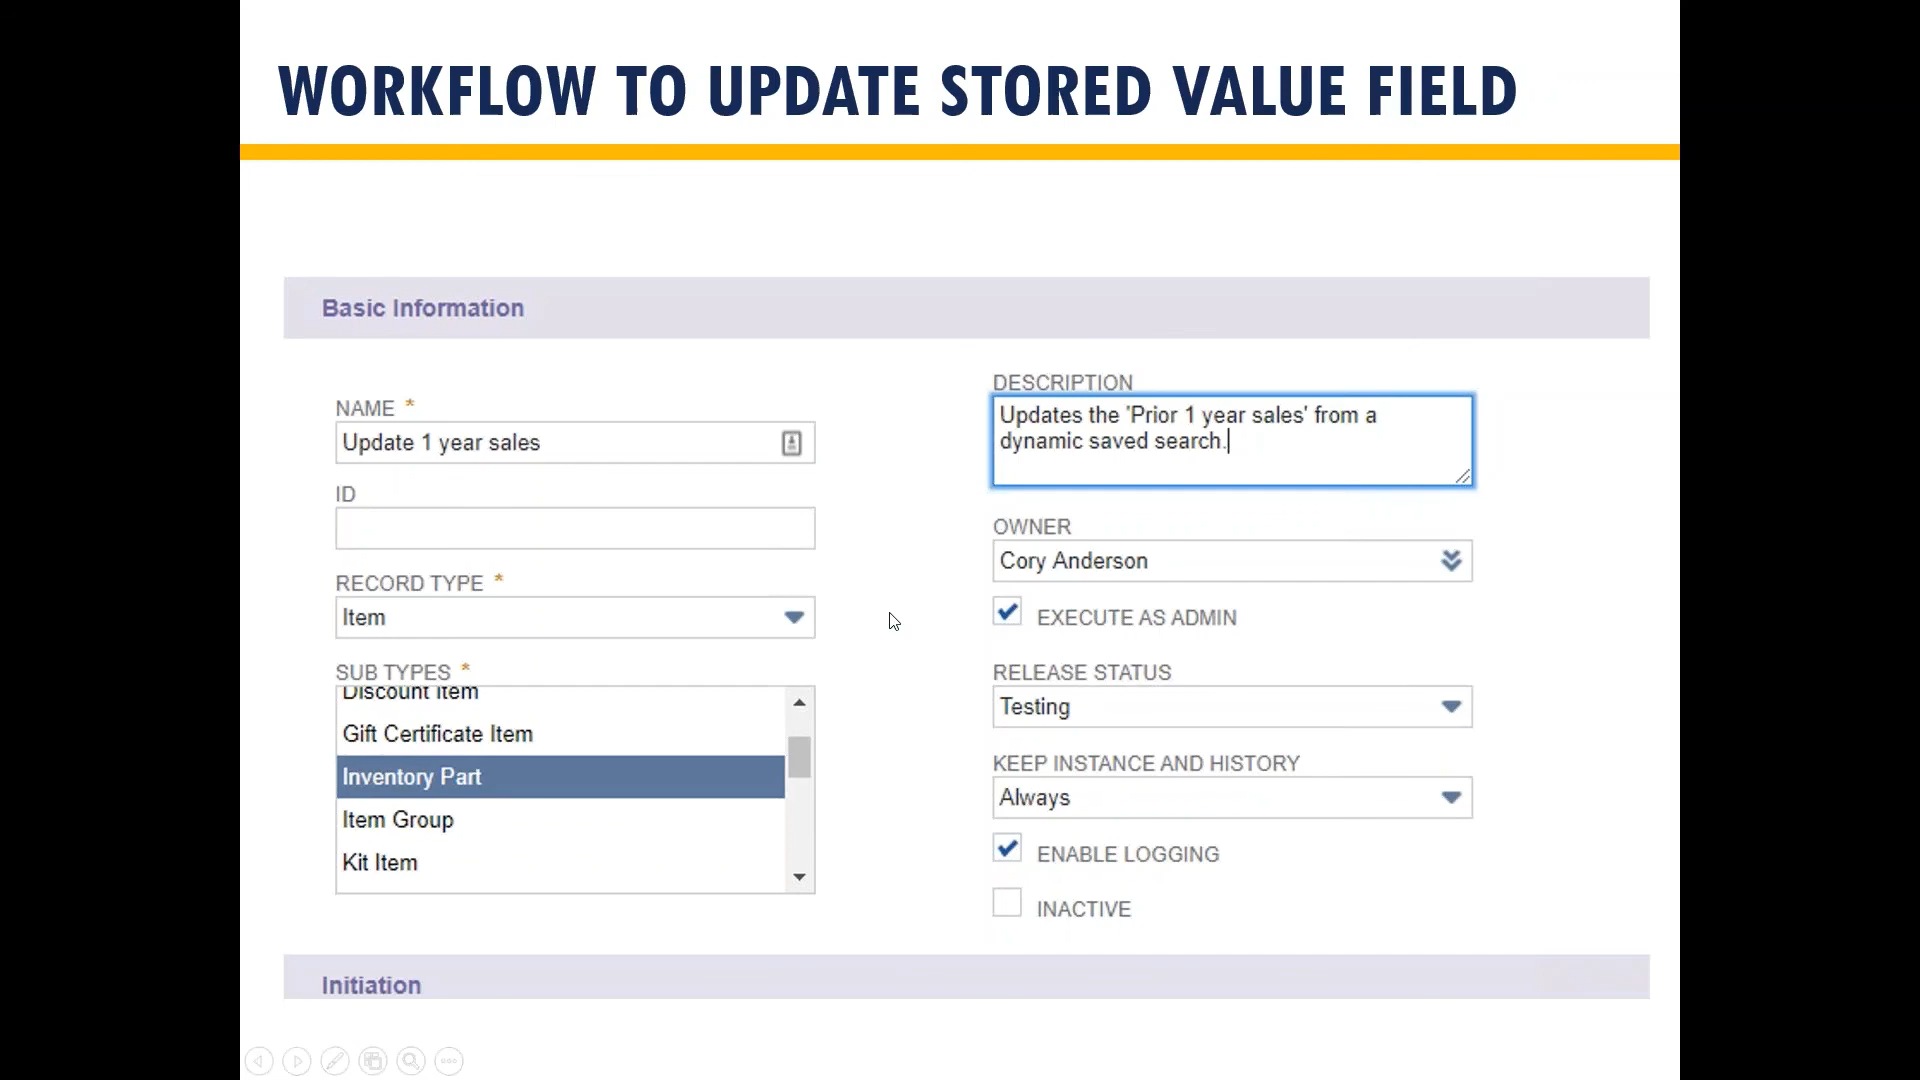 WORKFLOW TO UPDATE STORED VALUE FIELD
Basic Information
NAME *
Update 1 year sales
ID
RECORD TYPE *
Item
SUB TYPES *
Discount Item
Gift Certificate Item
Inventory Part
Item Group
Kit Item
DESCRIPTION
Updates the 'Prior 1 year sales' from a
dynamic saved search.
OWNER
Cory Anderson
EXECUTE AS ADMIN
RELEASE STATUS
Testing
KEEP INSTANCE AND HISTORY
Always
ENABLE LOGGING
INACTIVE
Initiation